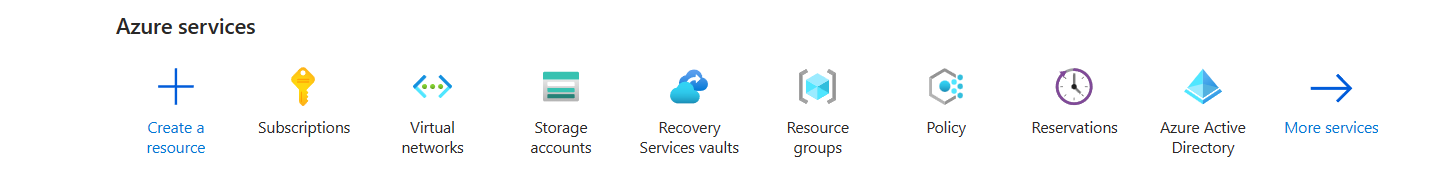 Azure services
Create a
resource
Subscriptions
Virtual
networks
Storage
accounts
Recovery
Services vaults
Resource
groups
Policy
Reservations
Azure Active
Directory
More services